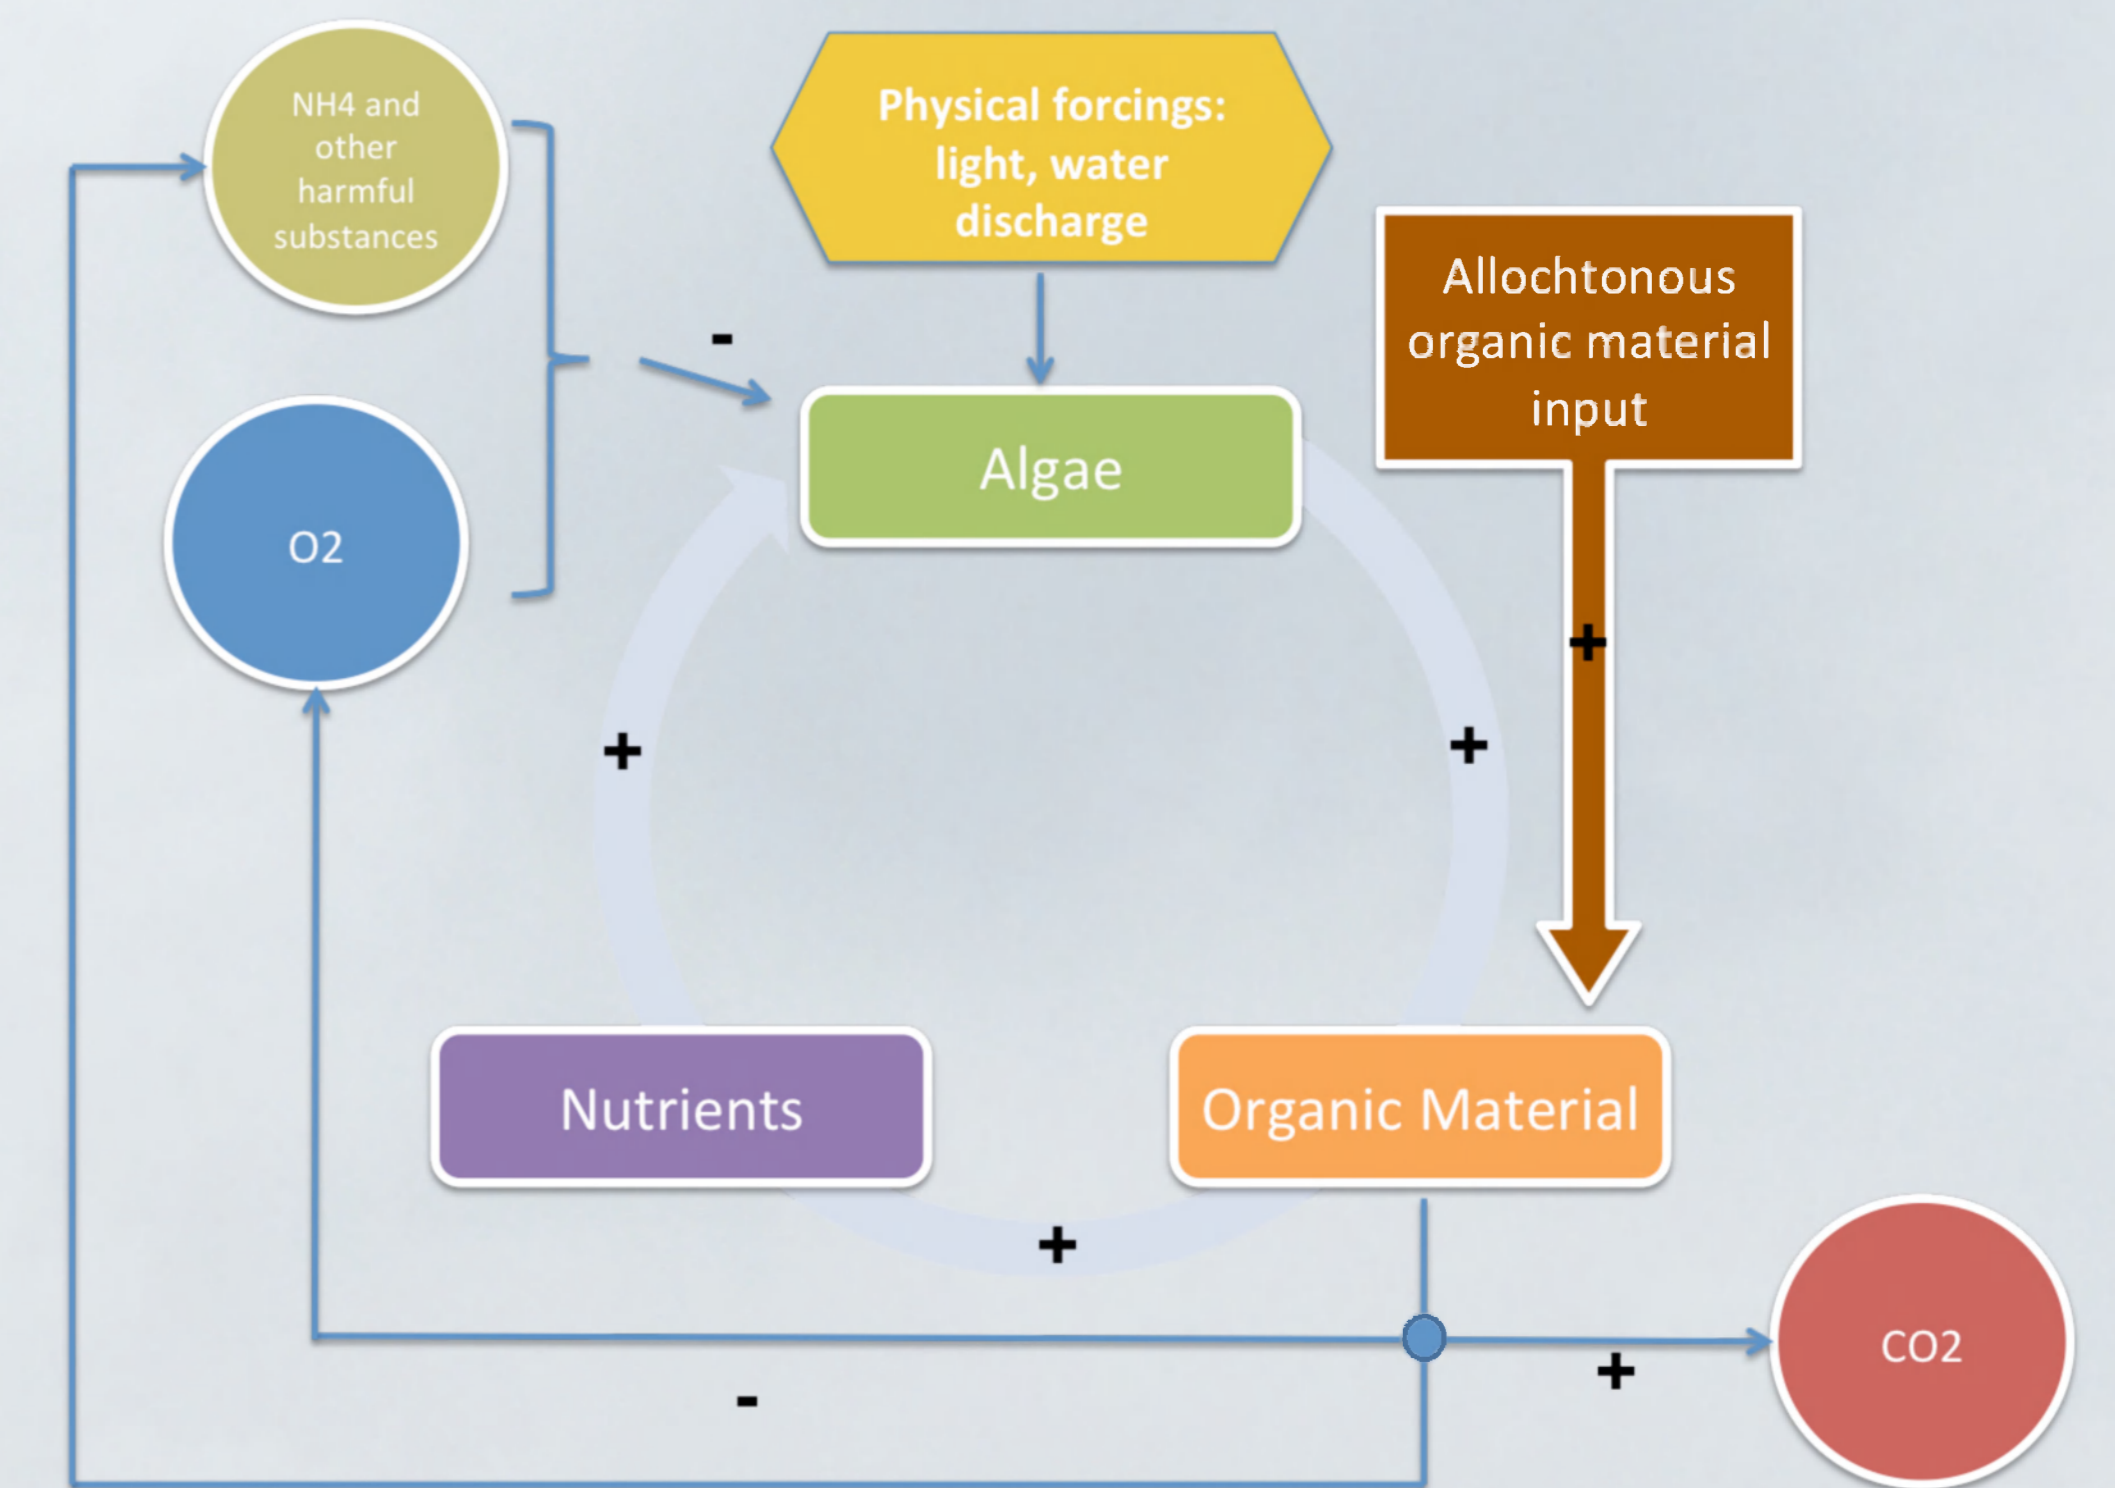 NH4 and
other
harmful
substances
Physical forcings:
light, water
discharge
Allochtonous
organic material
input
-
Algae
O2
+
+
+
Nutrients
Organic Material
+
CO2
+
-